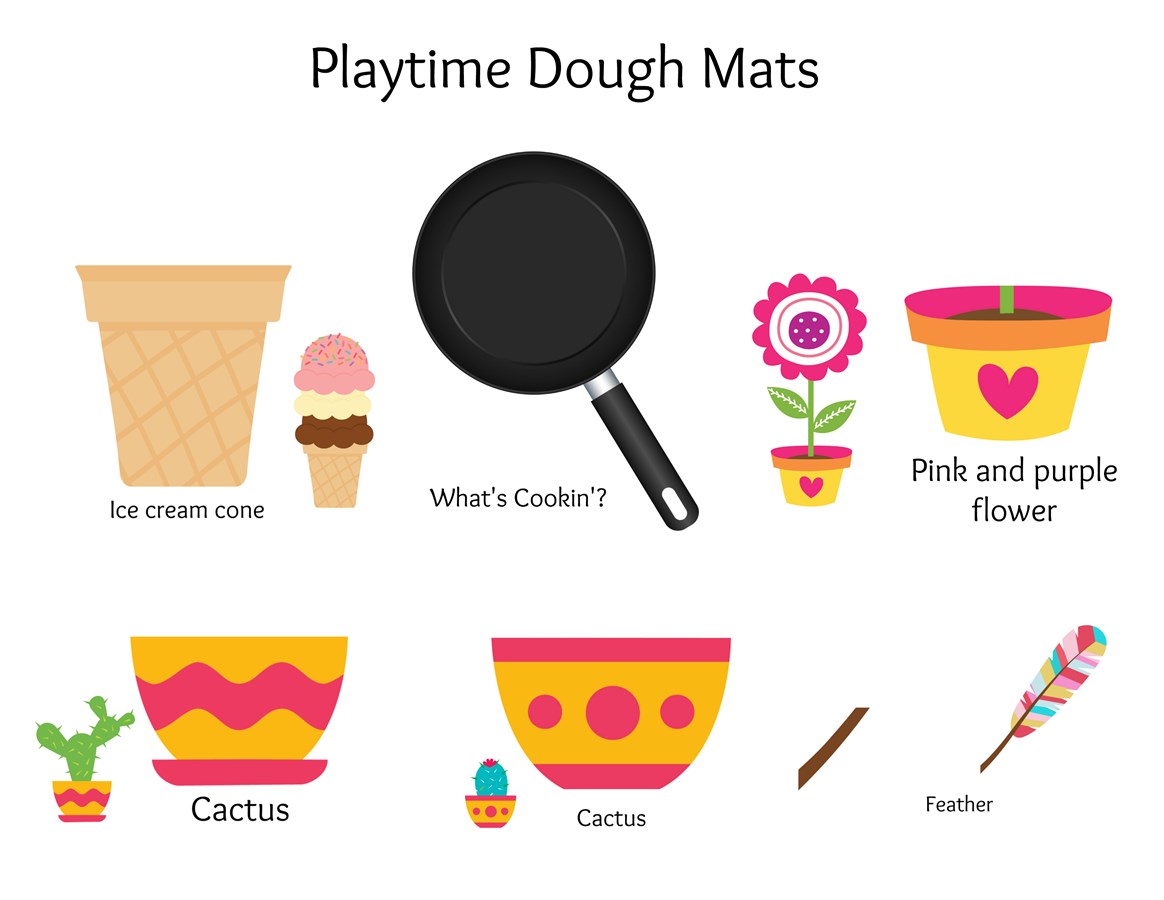 Playtime Dough Mats
Ice cream cone
What's Cookin'?
Pink and purple
flower
Cactus
Cactus
Feather